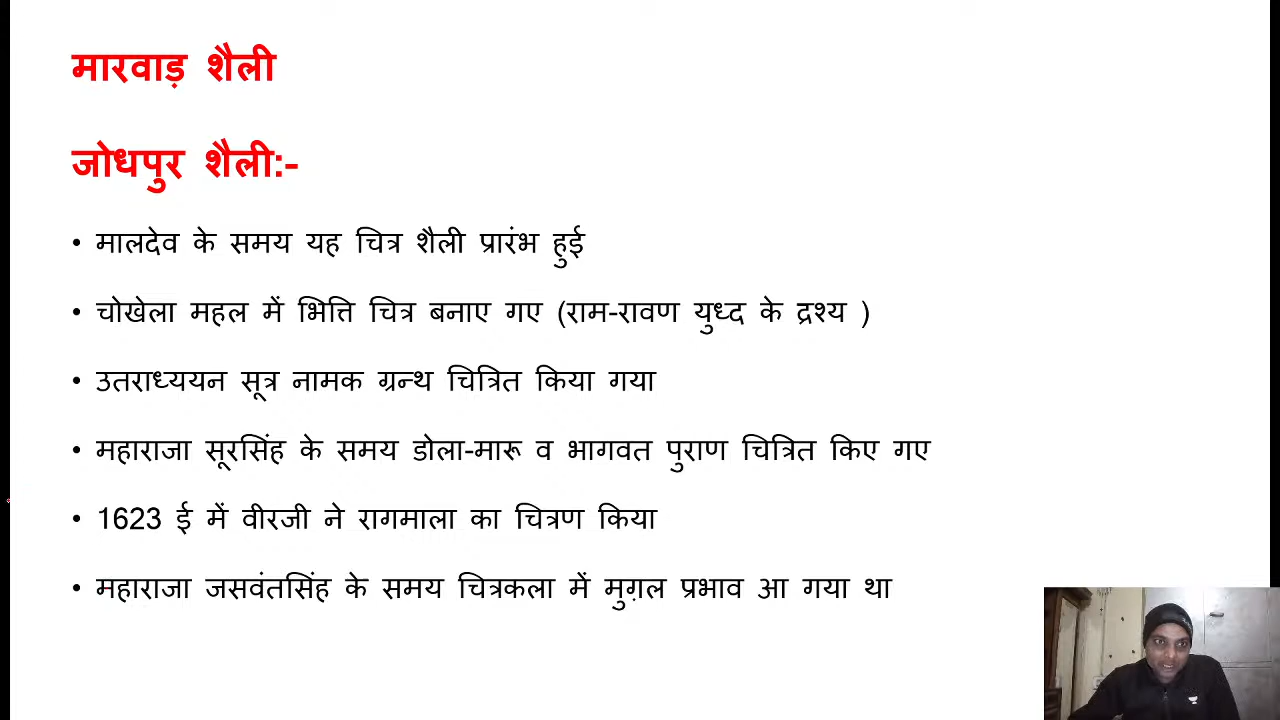 मारवाड़ शैली
जोधपुर शैली:-
• मालदेव के समय यह चित्र शैली प्रारंभ हुई
• चोखेला महल में भित्ति चित्र बनाए गए (राम-रावण युध्द के द्रश्य )
• उतराध्ययन सूत्र नामक ग्रन्थ चित्रित किया गया
• महाराजा सूरसिंह के समय डोला-मारू व भागवत पुराण चित्रित किए गए
• 1623 ई में वीरजी ने रागमाला का चित्रण किया
• महाराजा जसवंतसिंह के समय चित्रकला में मुग़ल प्रभाव आ गया था